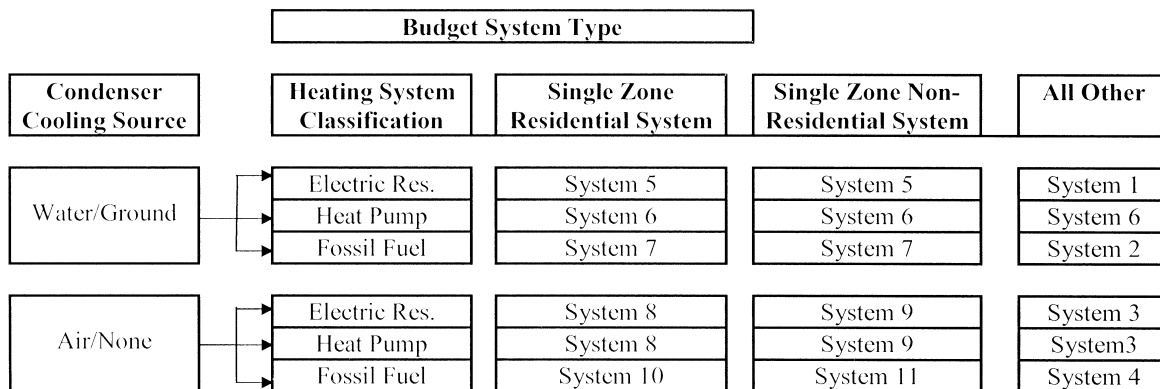 Budget System Type
Condenser Cooling Source
Heating System Classification
Single Zone Residential System
Single Zone Non-Residential System
All Other
Water/Ground
Electric Res. System 5 System 5 System 1
Heat Pump System 6 System 6 System 6
Fossil Fuel System 7 System 7 System 2
Air/None
Electric Res. System 8 System 9 System 3
Heat Pump System 8 System 9 System3
Fossil Fuel System 10 System 11 System 4